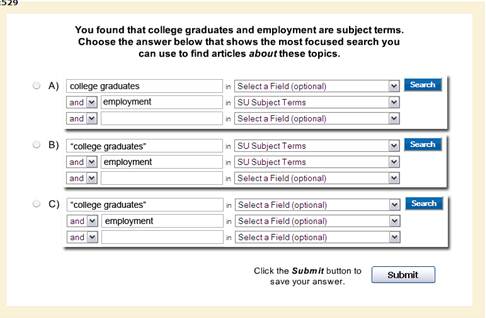 :529
You found that college graduates and employment are subject terms.
Choose the answer below that shows the most focused search you
can use to find articles about these topics.
A) college graduates in Select a Field (optional) Search
and employment in SU Subject Terms
and in Select a Field (optional)
B) "college graduates" in SU Subject Terms Search
and employment in SU Subject Terms
and in Select a Field (optional)
C) "college graduates" in Select a Field (optional) Search
and employment in Select a Field (optional)
and in Select a Field (optional)
Click the Submit button to
save your answer.
Submit